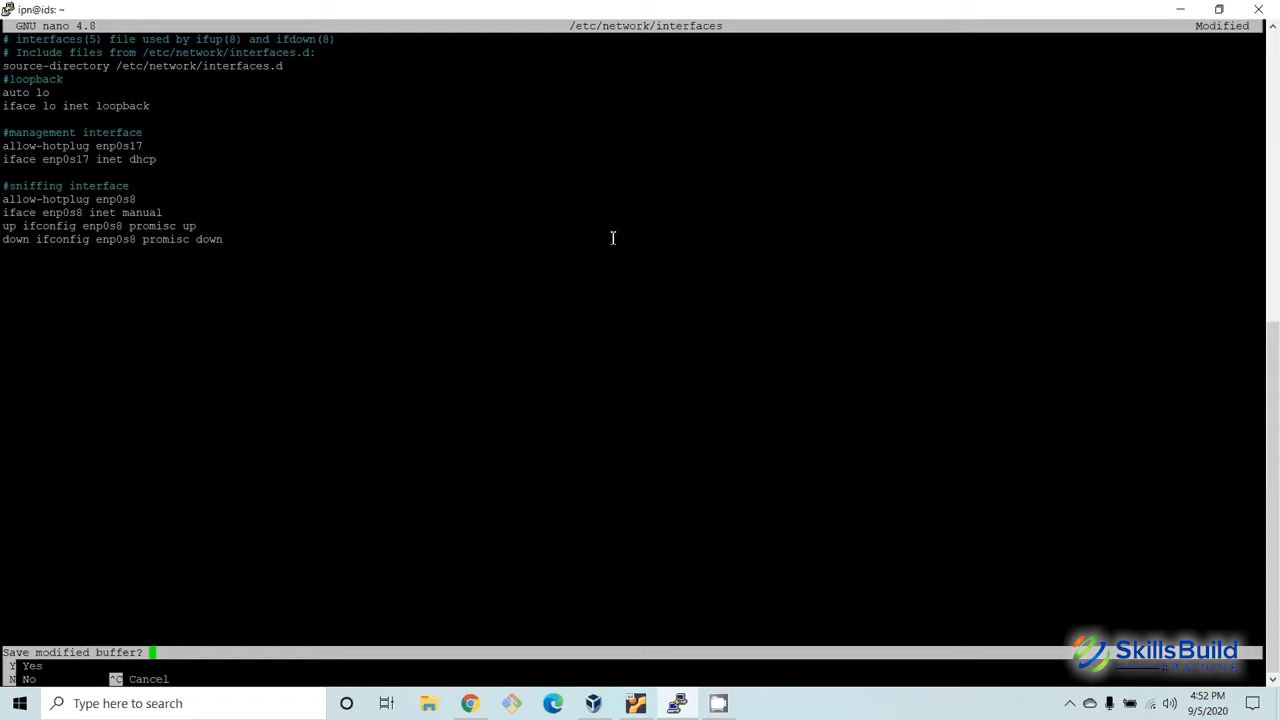 ipn@ids: ~
GNU nano 4.8 /etc/network/interfaces Modified
# interfaces(5) file used by ifup(8) and ifdown(8)
# Include files from /etc/network/interfaces.d:
source-directory /etc/network/interfaces.d
#loopback
auto lo
iface lo inet loopback
#management interface
allow-hotplug enp0s17
iface enp0s17 inet dhcp
#sniffing interface
allow-hotplug enp0s8
iface enp0s8 inet manual
up ifconfig enp0s8 promisc up
down ifconfig enp0s8 promisc down
Save modified buffer?
Y Yes
N No ^C Cancel
SkillsBuild
Type here to search
4:52 PM
9/5/2020